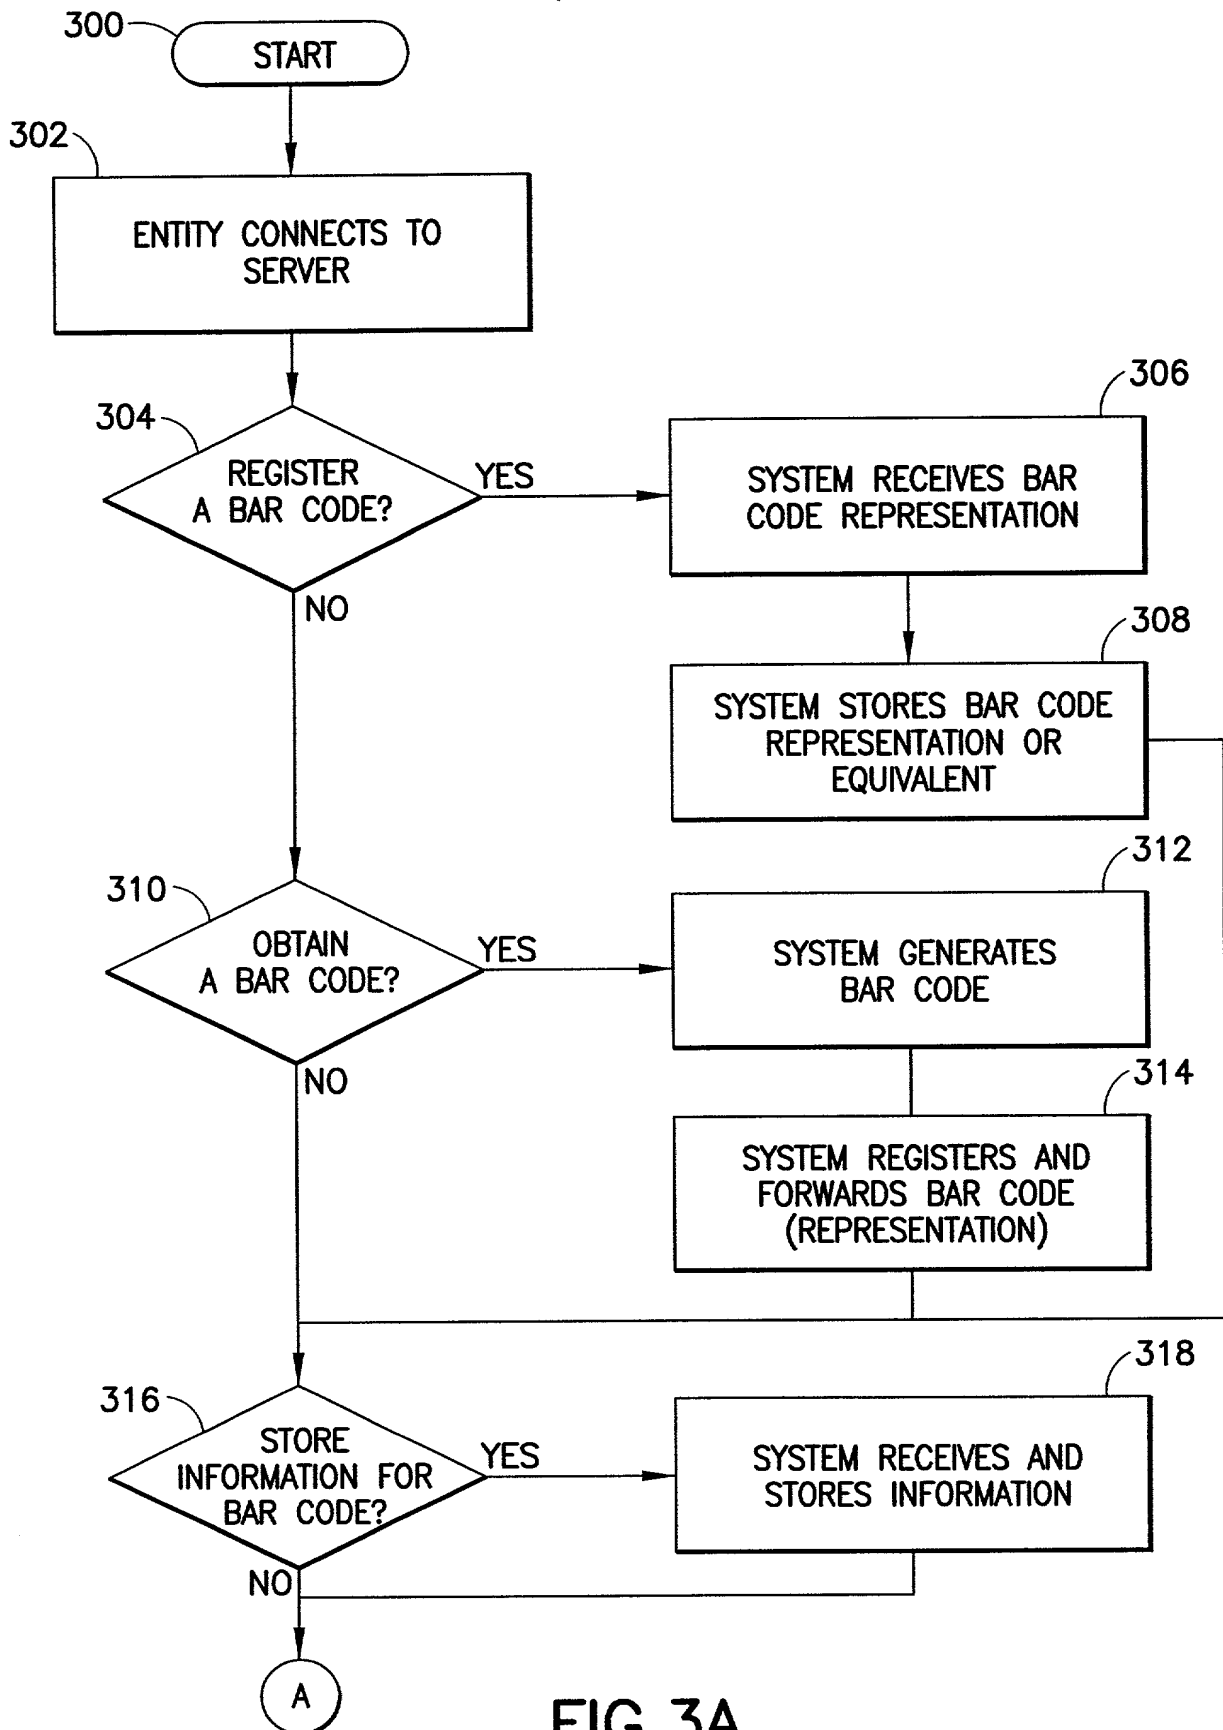 300
START
302
ENTITY CONNECTS TO
SERVER
304
REGISTER
A BAR CODE?
YES
NO
306
SYSTEM RECEIVES BAR
CODE REPRESENTATION
308
SYSTEM STORES BAR CODE
REPRESENTATION OR
EQUIVALENT
310
OBTAIN
A BAR CODE?
YES
NO
312
SYSTEM GENERATES
BAR CODE
314
SYSTEM REGISTERS AND
FORWARDS BAR CODE
(REPRESENTATION)
316
STORE
INFORMATION FOR
BAR CODE?
YES
NO
318
SYSTEM RECEIVES AND
STORES INFORMATION
A
FIG. 3A